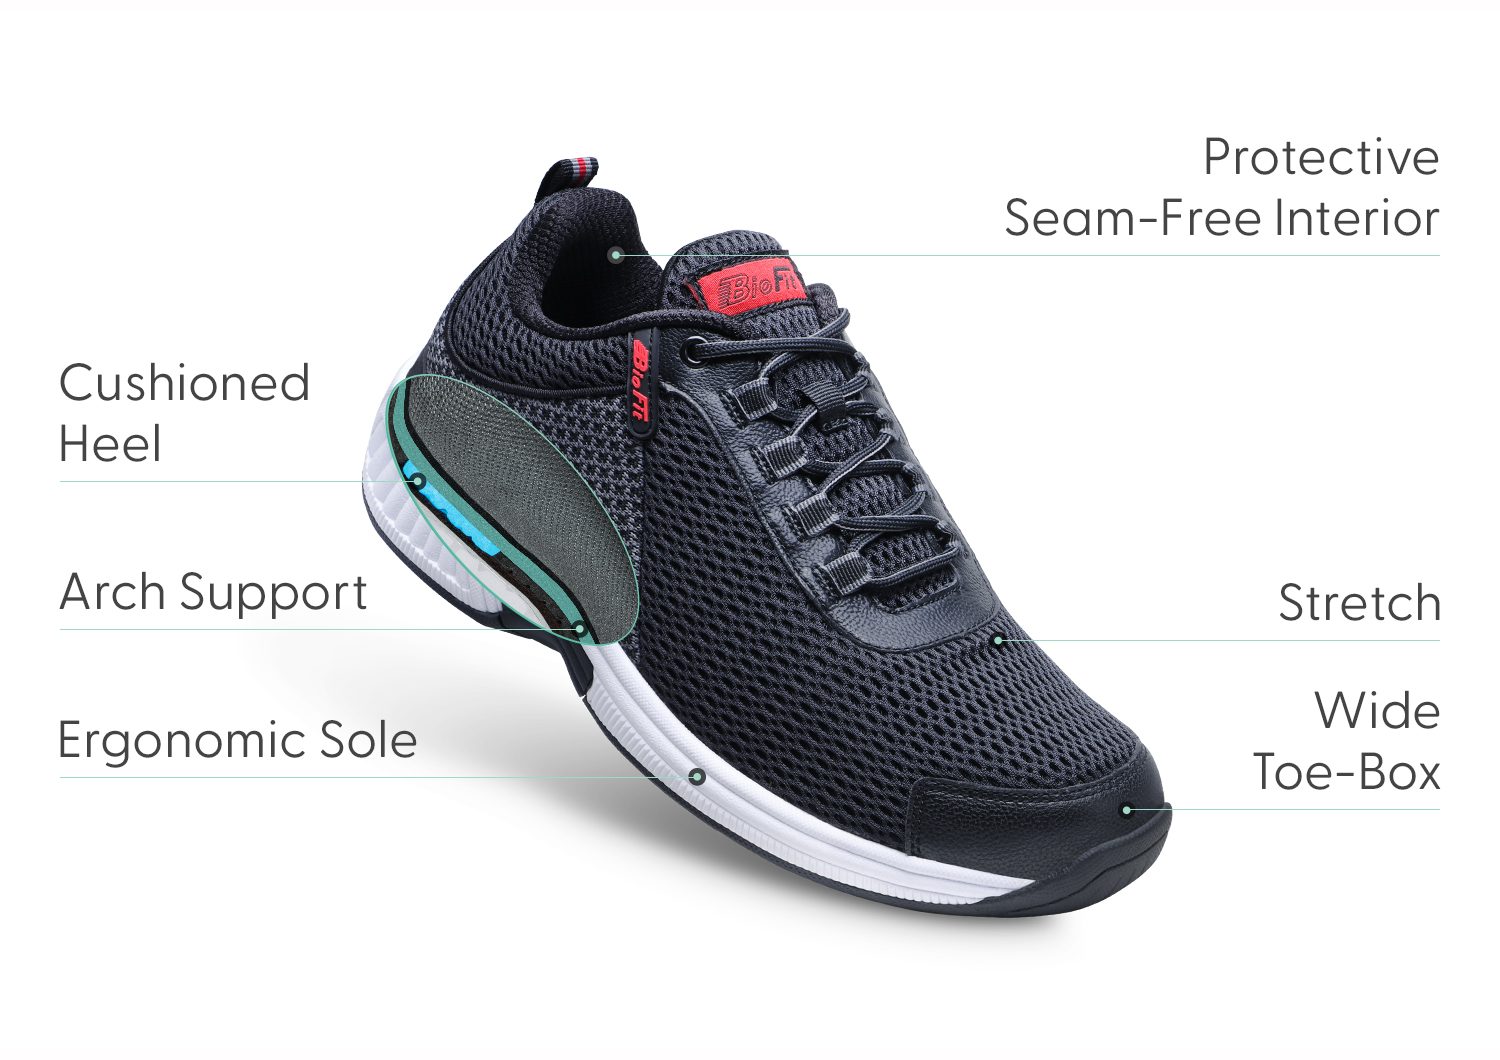 Protective
Seam-Free Interior
BioFit
BioFit
Cushioned
Heel
Arch Support
Stretch
Ergonomic Sole
Wide
Toe-Box